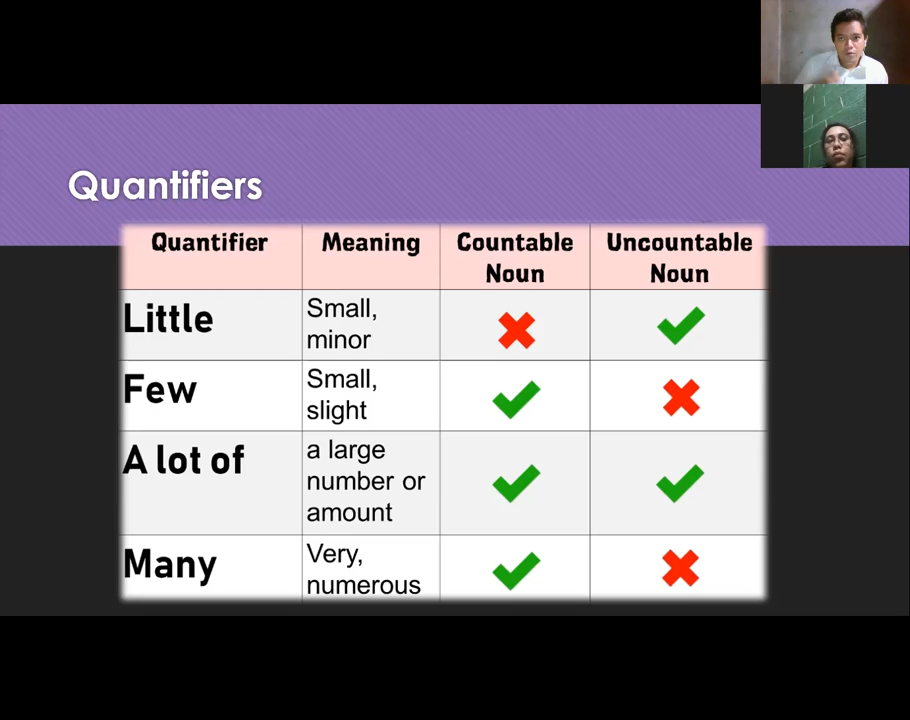 Quantifiers
Quantifier Meaning Countable Noun Uncountable Noun
Little Small, minor
Few Small, slight
A lot of a large number or amount
Many Very, numerous